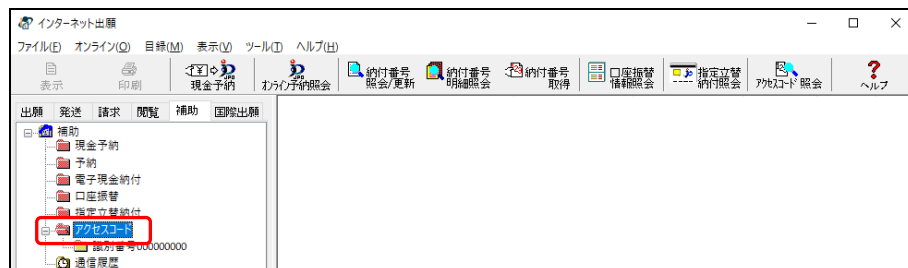 インターネット出願
ファイル(F) オンライン(O) 目録(M) 表示(V) ツール(T) ヘルプ(H)
表示 印刷 現金予納 オンライン予納照会 納付番号照会/更新 納付番号明細照会 納付番号取得 口座振替情報照会 指定立替納付照会 アクセスコード照会 ヘルプ
出願 発送 請求 閲覧 補助 国際出願
補助
現金予納
予納
電子現金納付
口座振替
指定立替納付
アクセスコード
識別番号000000000
通信履歴